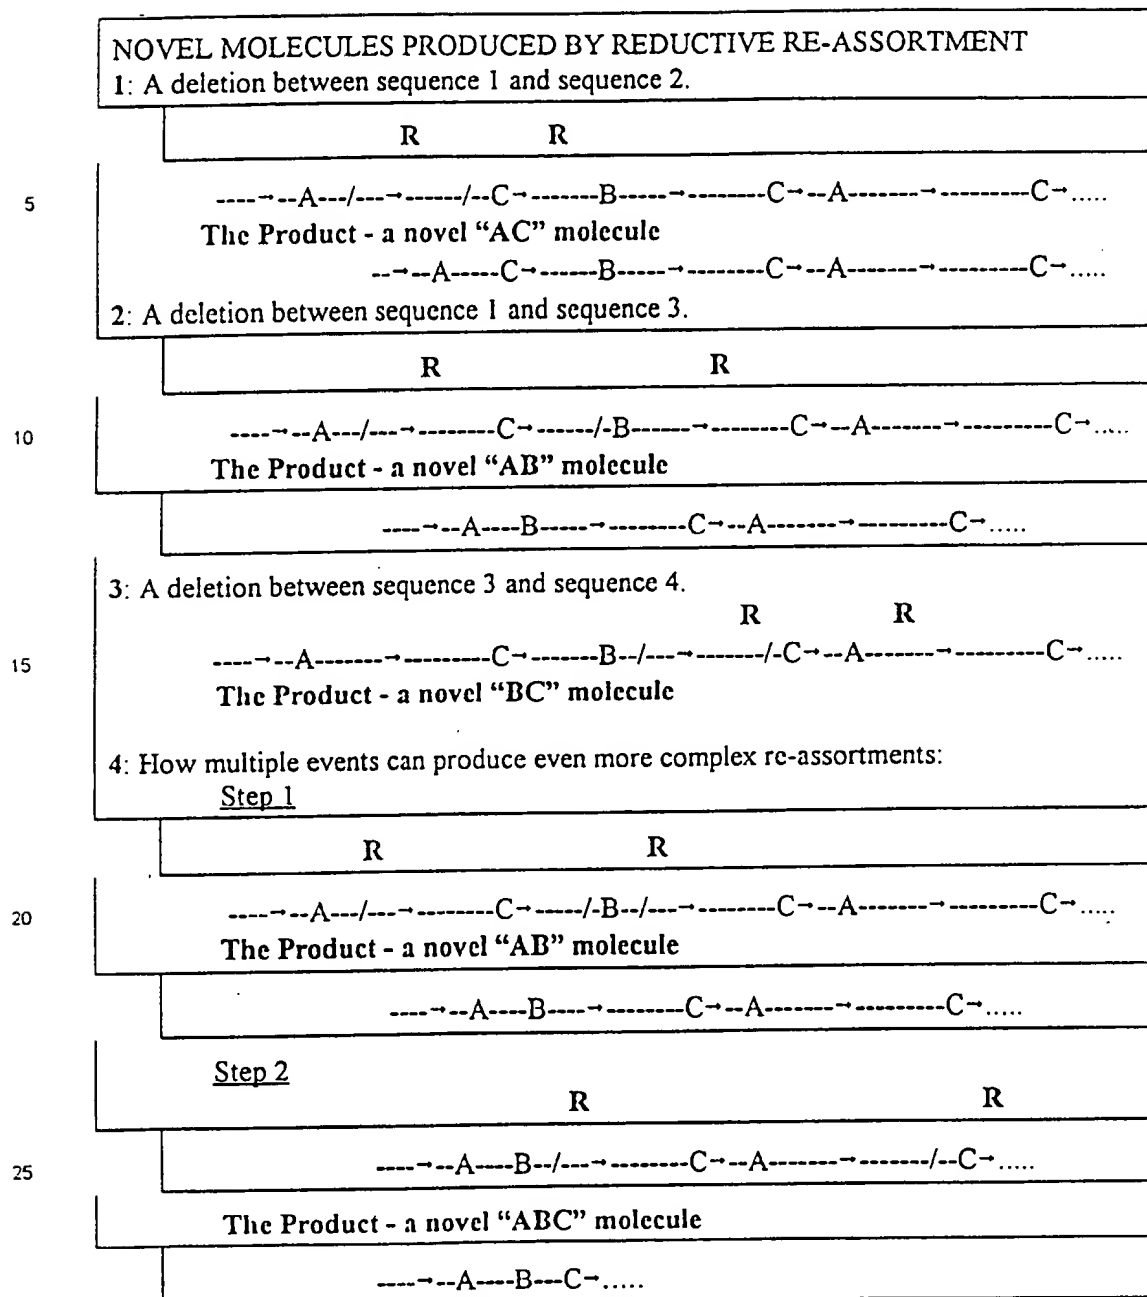 NOVEL MOLECULES PRODUCED BY REDUCTIVE RE-ASSORTMENT
1: A deletion between sequence 1 and sequence 2.
R R
5 ----→--A---/---→------/--C→-------B-----→--------C→--A-------→---------C→.....
The Product - a novel "AC" molecule
--→--A-----C→------B-----→--------C→--A-------→---------C→.....
2: A deletion between sequence 1 and sequence 3.
R R
10 ----→--A---/---→--------C→------/-B------→--------C→--A-------→---------C→.....
The Product - a novel "AB" molecule
----→--A----B-----→--------C→--A-------→---------C→.....
3: A deletion between sequence 3 and sequence 4.
R R
15 ----→--A-------→---------C→-------B--/---→-------/-C→--A-------→---------C→.....
The Product - a novel "BC" molecule
4: How multiple events can produce even more complex re-assortments:
Step 1
R R
20 ----→--A---/---→--------C→-----/-B--/---→--------C→--A-------→---------C→.....
The Product - a novel "AB" molecule
----→--A----B----→--------C→--A-------→---------C→.....
Step 2
R R
25 ----→--A----B--/---→--------C→--A-------→-------/--C→.....
The Product - a novel "ABC" molecule
----→--A----B---C→.....